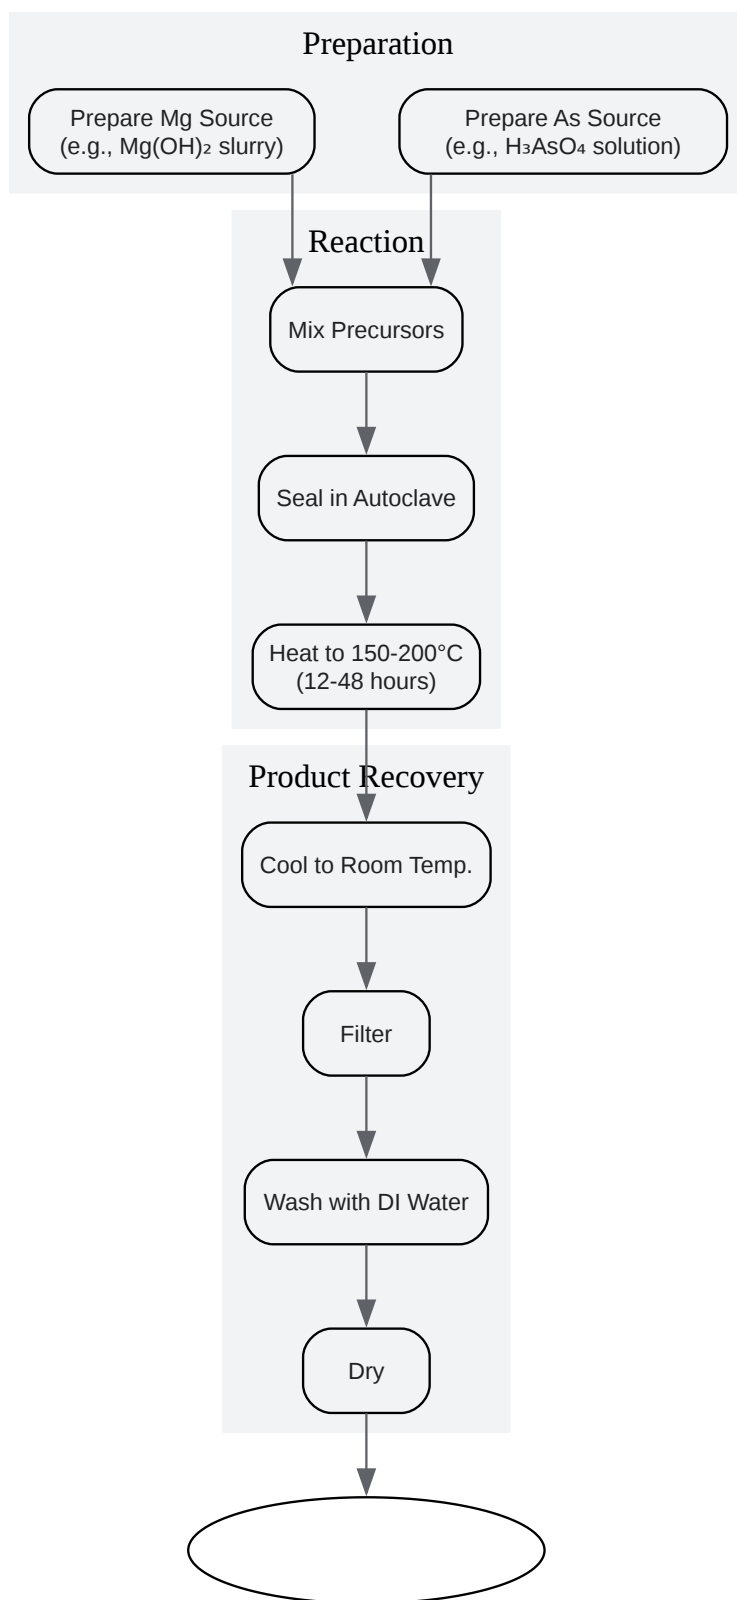 Preparation
Prepare Mg Source
(e.g., Mg(OH)₂ slurry)
Prepare As Source
(e.g., H₃AsO₄ solution)
Reaction
Mix Precursors
Seal in Autoclave
Heat to 150-200°C
(12-48 hours)
Product Recovery
Cool to Room Temp.
Filter
Wash with DI Water
Dry